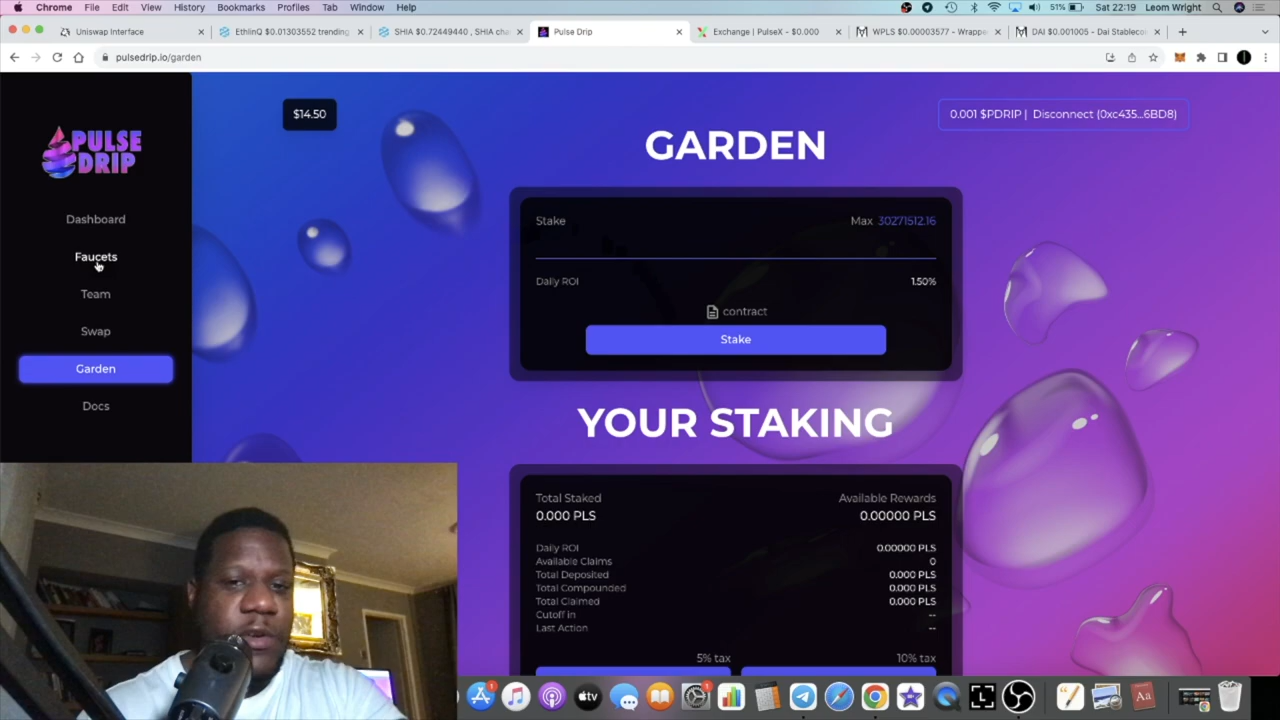 Chrome File Edit View History Bookmarks Profiles Tab Window Help
51% Sat 22:19 Leom Wright
Uniswap Interface
EthlinQ $0.01303552 trending
SHIA $0.72449440 , SHIA cha
Pulse Drip
Exchange | PulseX - $0.000
WPLS $0.00003577 - Wrappe
DAI $0.001005 - Dai Stablec
pulsedrip.io/garden
PULSE
DRIP
Dashboard
Faucets
Team
Swap
Garden
Docs
$14.50
0.001 $PDRIP | Disconnect (0xc435...6BD8)
GARDEN
Stake Max 30271512.16
Daily ROI 1.50%
contract
Stake
YOUR STAKING
Total Staked Available Rewards
0.000 PLS 0.00000 PLS
Daily ROI 0.00000 PLS
Available Claims 0
Total Deposited 0.000 PLS
Total Compounded 0.000 PLS
Total Claimed 0.000 PLS
Cutoff in --
Last Action --
5% tax 10% tax
tv
Aa